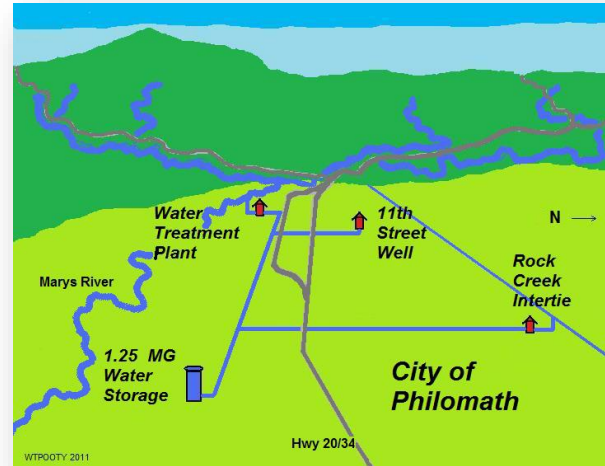 Water
Treatment
Plant
11th
Street
Well
N
Rock
Creek
Intertie
Marys River
1.25 MG
Water
Storage
City of
Philomath
Hwy 20/34
WTPOOTY 2011